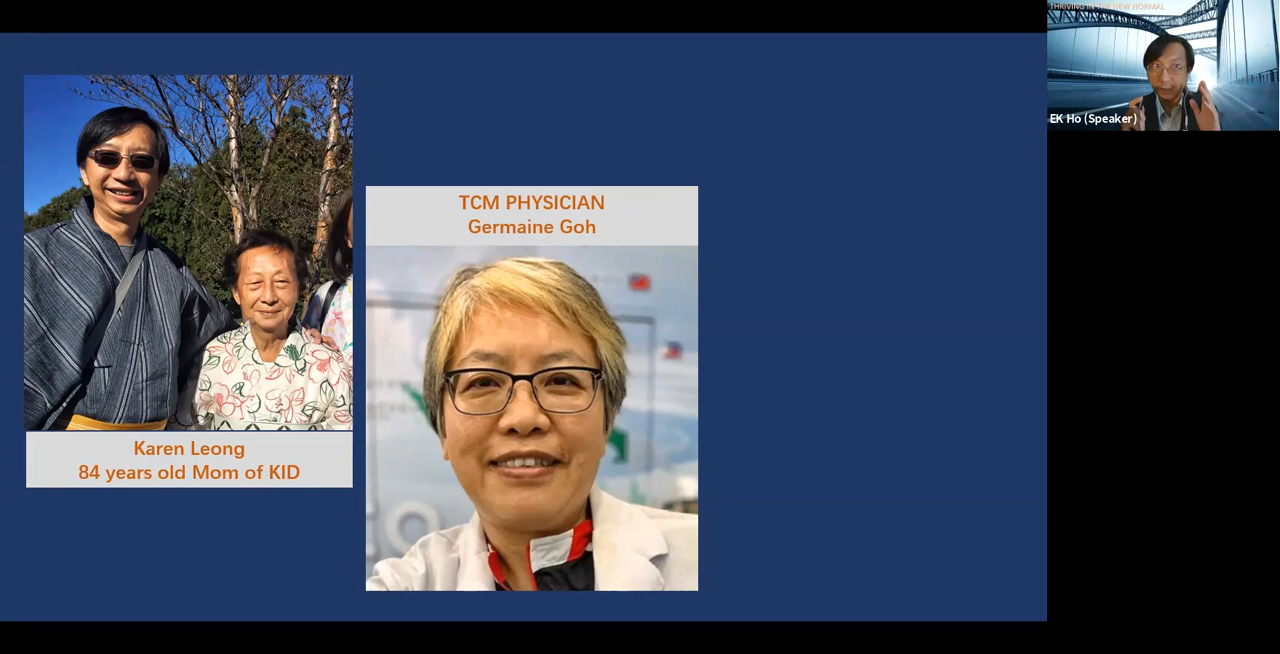 THRIVING IN THE NEW NORMAL
EK Ho (Speaker)
TCM PHYSICIAN
Germaine Goh
Karen Leong
84 years old Mom of KID